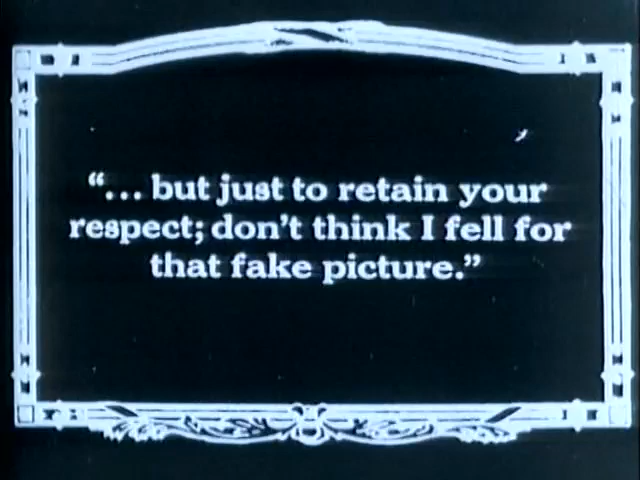 “... but just to retain your
respect; don’t think I fell for
that fake picture.”